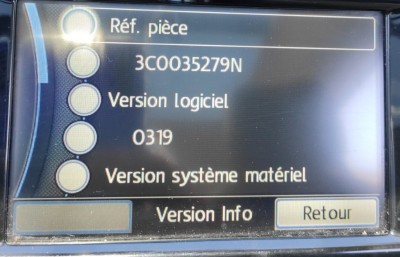 Réf. pièce
3C0035279N
Version logiciel
0319
Version système matériel
Version Info
Retour